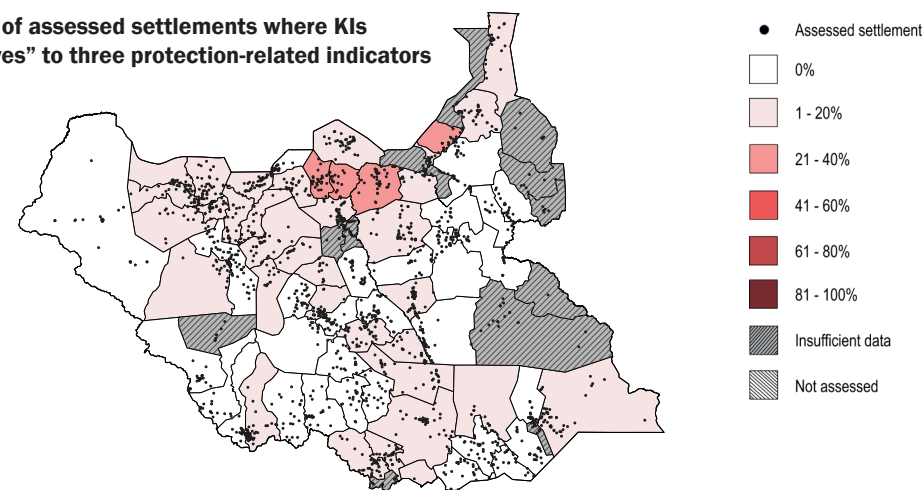 of assessed settlements where KIs
yes” to three protection-related indicators
Assessed settlement
0%
1 - 20%
21 - 40%
41 - 60%
61 - 80%
81 - 100%
Insufficient data
Not assessed